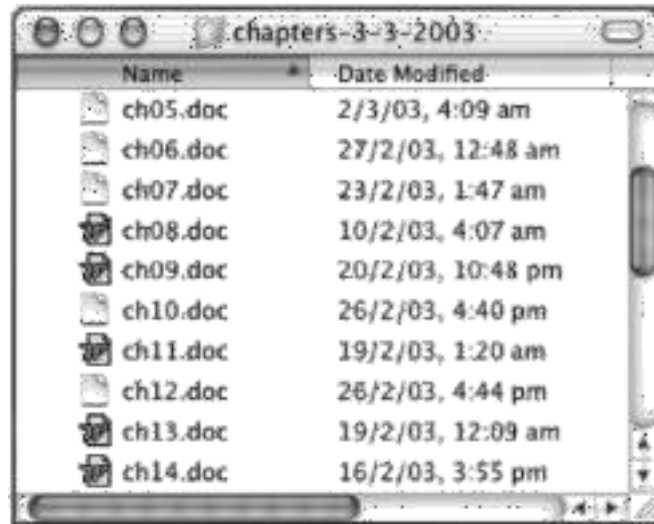 chapters-3-3-2003
Name Date Modified
ch05.doc 2/3/03, 4:09 am
ch06.doc 27/2/03, 12:48 am
ch07.doc 23/2/03, 1:47 am
ch08.doc 10/2/03, 4:07 am
ch09.doc 20/2/03, 10:48 pm
ch10.doc 26/2/03, 4:40 pm
ch11.doc 19/2/03, 1:20 am
ch12.doc 26/2/03, 4:44 pm
ch13.doc 19/2/03, 12:09 am
ch14.doc 16/2/03, 3:55 pm